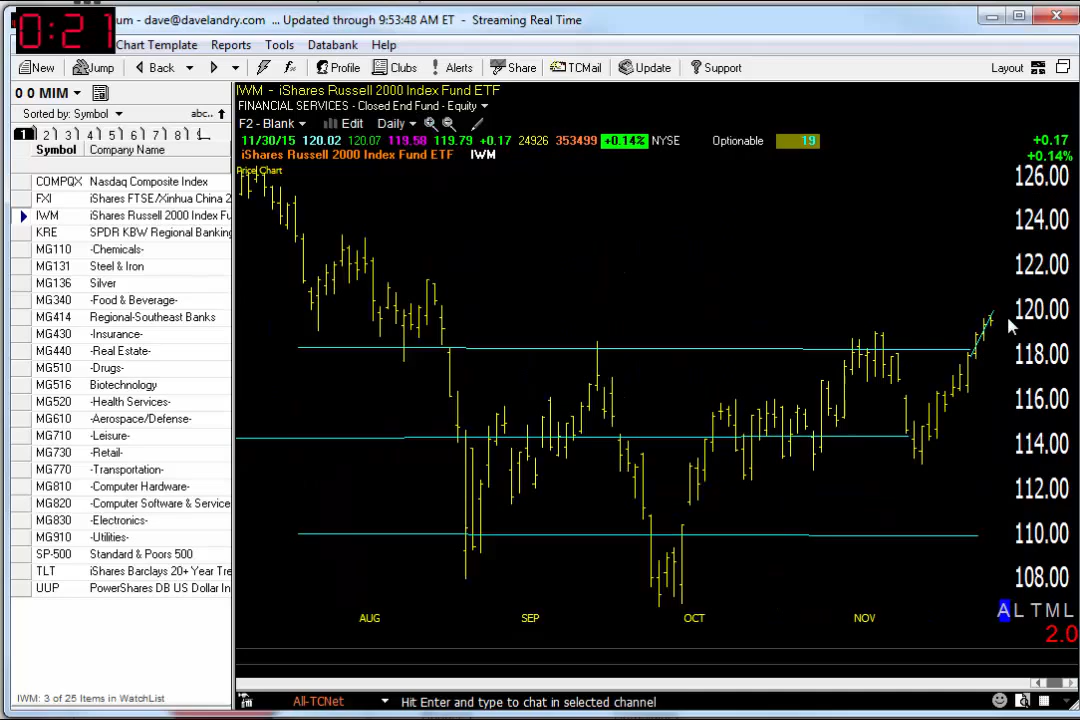 0:21
um - dave@davelandry.com ... Updated through 9:53:48 AM ET - Streaming Real Time
Chart Template Reports Tools Databank Help
New Jump Back Profile Clubs Alerts Share TCMail Update Support Layout
0 0 MIM
Sorted by: Symbol abc..
1 2 3 4 5 6 7 8
Symbol Company Name
COMPQX Nasdaq Composite Index
FXI iShares FTSE/Xinhua China 2
IWM iShares Russell 2000 Index Fu
KRE SPDR KBW Regional Banking
MG110 -Chemicals-
MG131 Steel & Iron
MG136 Silver
MG340 -Food & Beverage-
MG414 Regional-Southeast Banks
MG430 -Insurance-
MG440 -Real Estate-
MG510 -Drugs-
MG516 Biotechnology
MG520 -Health Services-
MG610 -Aerospace/Defense-
MG710 -Leisure-
MG730 -Retail-
MG770 -Transportation-
MG810 -Computer Hardware-
MG820 -Computer Software & Service
MG830 -Electronics-
MG910 -Utilities-
SP-500 Standard & Poors 500
TLT iShares Barclays 20+ Year Tre
UUP PowerShares DB US Dollar In
IWM: 3 of 25 Items in WatchList
IWM - iShares Russell 2000 Index Fund ETF
FINANCIAL SERVICES - Closed End Fund - Equity
F2 - Blank Edit Daily
11/30/15 120.02 120.07 119.58 119.79 +0.17 24926 353499 +0.14% NYSE Optionable 19
+0.17
+0.14%
iShares Russell 2000 Index Fund ETF IWM
Price Chart
126.00
124.00
122.00
120.00
118.00
116.00
114.00
112.00
110.00
108.00
AUG SEP OCT NOV
A L T M L
2.0
All-TCNet Hit Enter and type to chat in selected channel